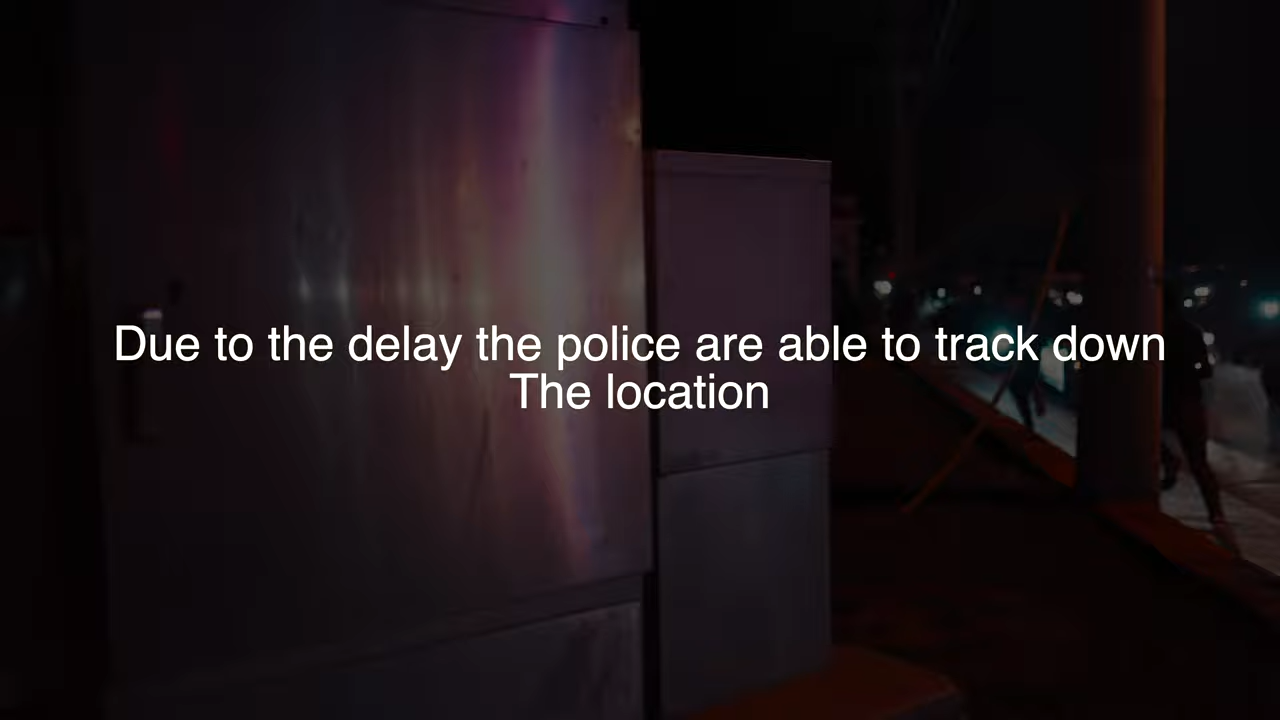 Due to the delay the police are able to track down
The location